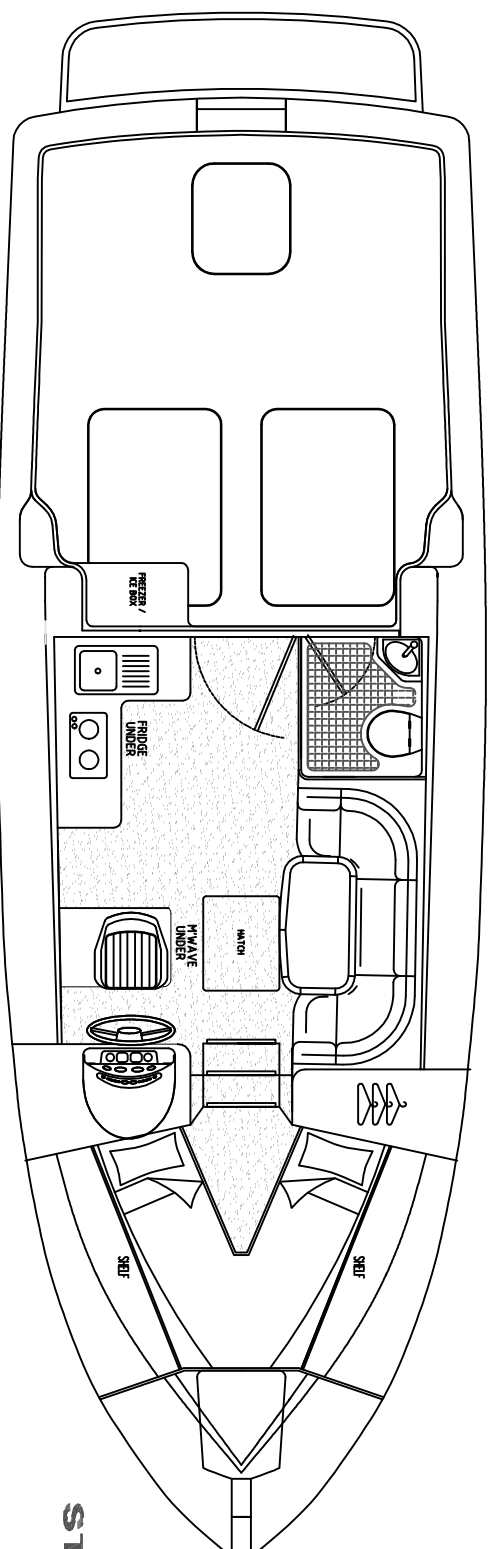 FREEZER /
ICE BOX
FRIDGE
UNDER
M'WAVE
UNDER
HATCH
SHELF
SHELF